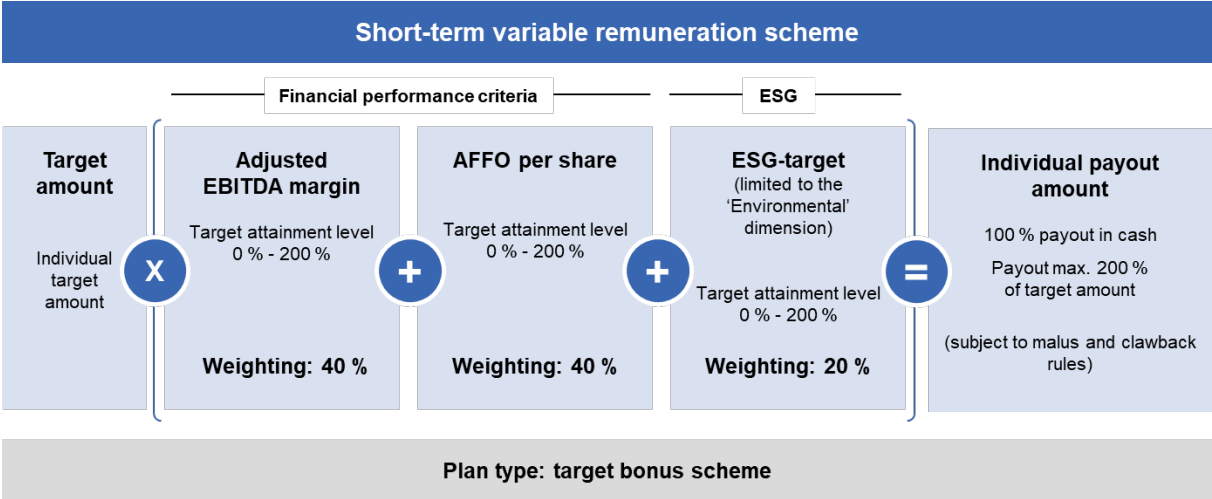 Short-term variable remuneration scheme
Financial performance criteria
ESG
Target
amount
Individual
target
amount
X
Adjusted
EBITDA margin
Target attainment level
0 % - 200 %
Weighting: 40 %
+
AFFO per share
Target attainment level
0 % - 200 %
Weighting: 40 %
+
ESG-target
(limited to the
‘Environmental’
dimension)
Target attainment level
0 % - 200 %
Weighting: 20 %
=
Individual payout
amount
100 % payout in cash
Payout max. 200 %
of target amount
(subject to malus and clawback
rules)
Plan type: target bonus scheme